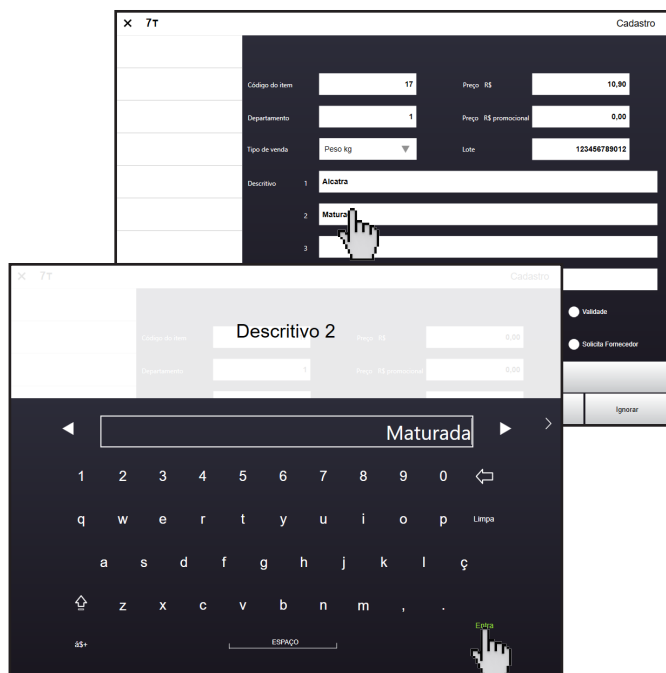 × 7T Cadastro
Código do item 17 Preço R$ 10,90
Departamento 1 Preço R$ promocional 0,00
Tipo de venda Peso kg Lote 123456789012
Descritivo 1 Alcatra
2 Matura
3
Validade
Solicita Fornecedor
Ignorar
× 7T Cadastro
Descritivo 2
Código do item Preço R$ 0,00
Departamento 1 Preço R$ promocional 0,00
Maturada
1 2 3 4 5 6 7 8 9 0
q w e r t y u i o p Limpa
a s d f g h j k l ç
z x c v b n m , .
Entra
á$+ ESPAÇO